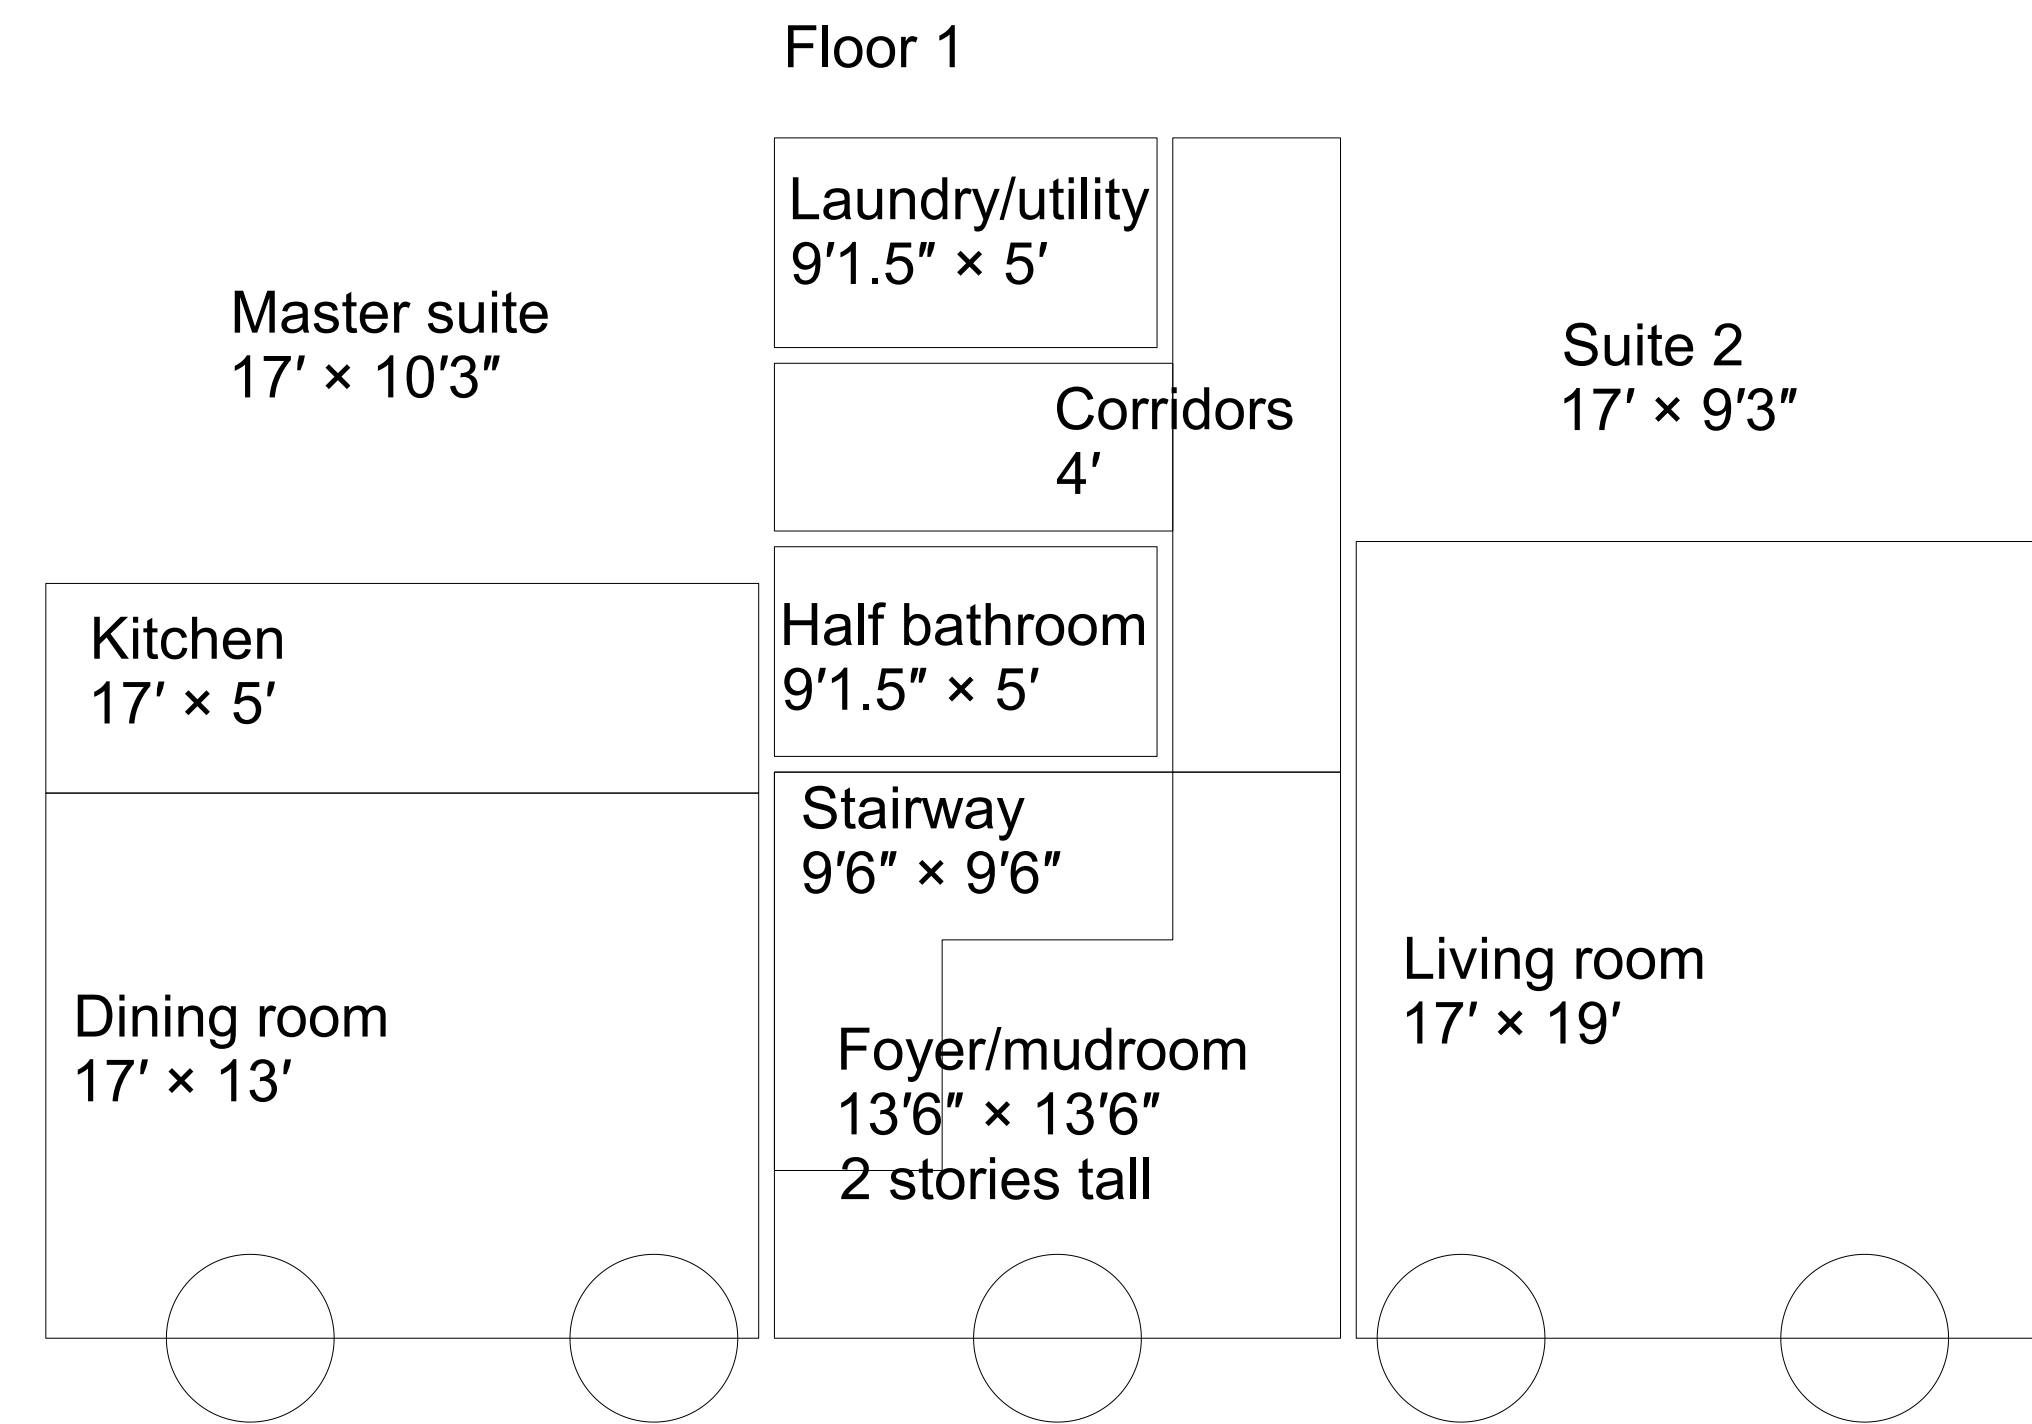 Floor 1
Laundry/utility
9′1.5″ × 5′
Master suite
17′ × 10′3″
Suite 2
17′ × 9′3″
Corridors
4′
Kitchen
17′ × 5′
Half bathroom
9′1.5″ × 5′
Stairway
9′6″ × 9′6″
Dining room
17′ × 13′
Foyer/mudroom
13′6″ × 13′6″
2 stories tall
Living room
17′ × 19′